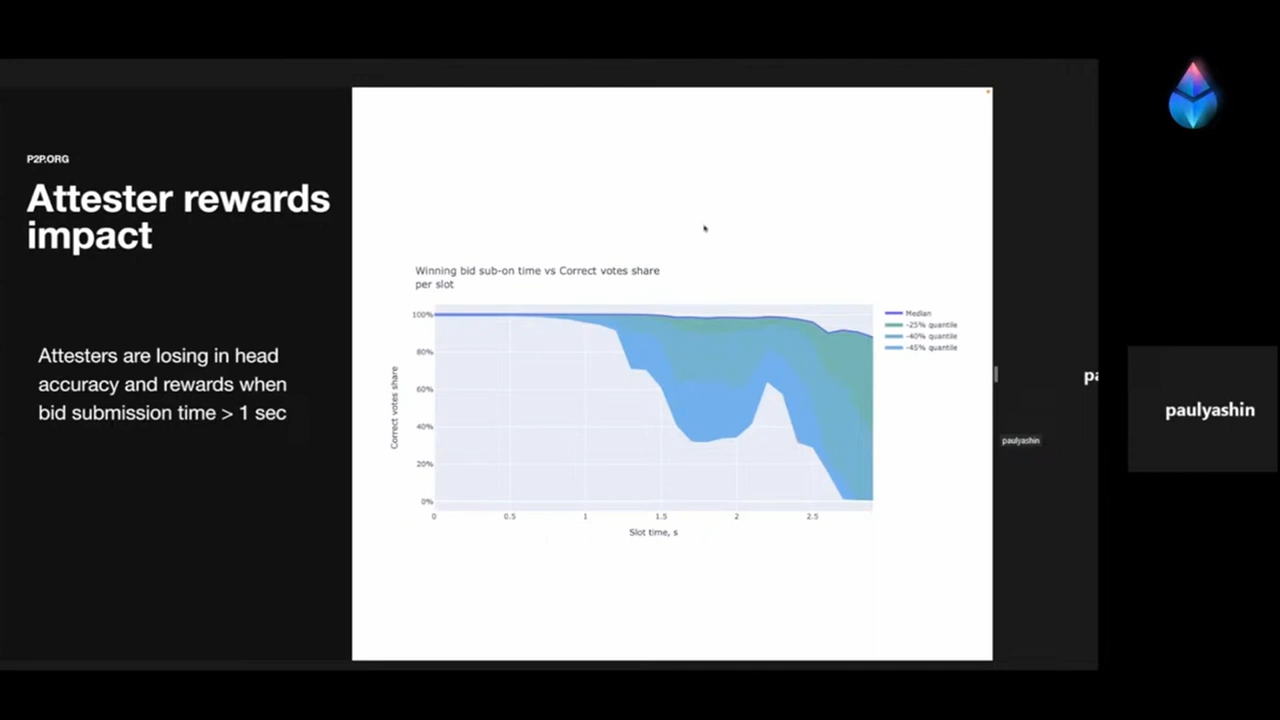 P2P.ORG
Attester rewards
impact
Attesters are losing in head
accuracy and rewards when
bid submission time > 1 sec
Winning bid sub-on time vs Correct votes share
per slot
100%
80%
60%
40%
20%
0%
Correct votes share
0 0.5 1 1.5 2 2.5
Slot time, s
Median
-25% quantile
-40% quantile
-45% quantile
pa
paulyashin
paulyashin